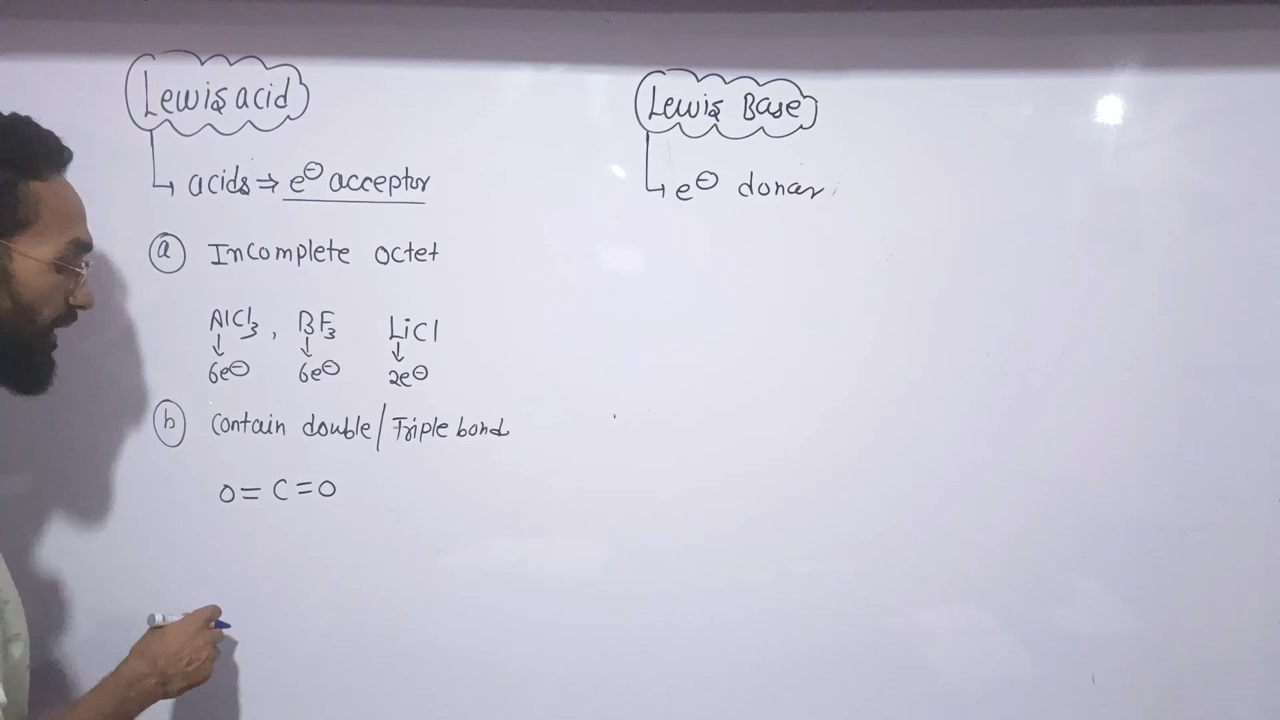 Lewis acid
acids ⇒ e⊖ acceptor
ⓐ Incomplete octet
AlCl3, BF3 LiCl
↓ ↓ ↓
6e⊖ 6e⊖ 2e⊖
ⓑ Contain double/Triple bond
O=C=O
Lewis Base
e⊖ donar